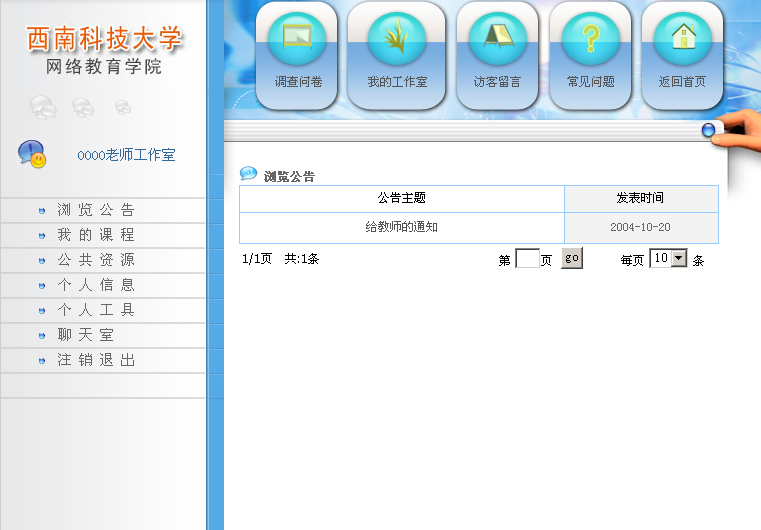 西南科技大学
网络教育学院
0000老师工作室
浏览公告
我的课程
公共资源
个人信息
个人工具
聊天室
注销退出
调查问卷 我的工作室 访客留言 常见问题 返回首页
浏览公告
公告主题 发表时间
给教师的通知 2004-10-20
1/1页 共:1条 第 页 go 每页 10 条